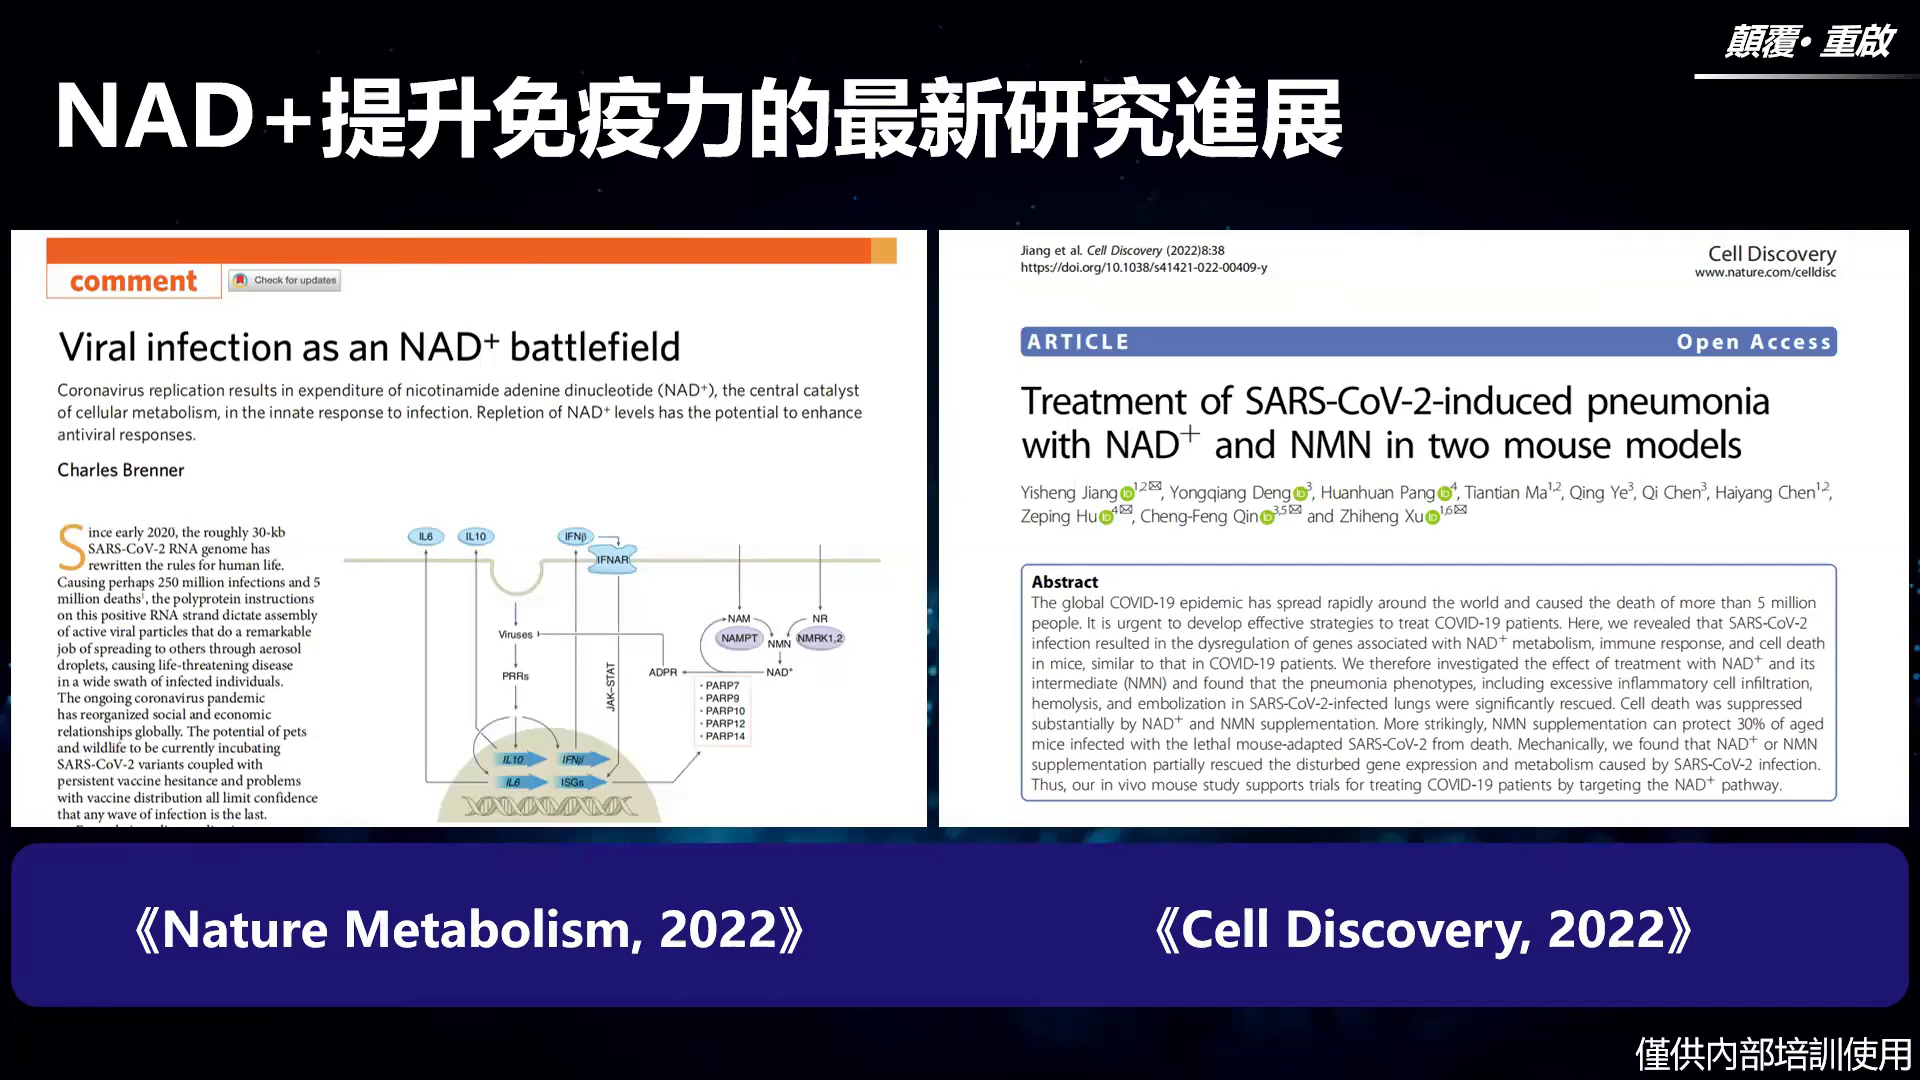 顛覆·重啟
NAD+提升免疫力的最新研究進展
comment
Check for updates
Viral infection as an NAD⁺ battlefield
Coronavirus replication results in expenditure of nicotinamide adenine dinucleotide (NAD⁺), the central catalyst
of cellular metabolism, in the innate response to infection. Repletion of NAD⁺ levels has the potential to enhance
antiviral responses.
Charles Brenner
Since early 2020, the roughly 30-kb
SARS-CoV-2 RNA genome has
rewritten the rules for human life.
Causing perhaps 250 million infections and 5
million deaths¹, the polyprotein instructions
on this positive RNA strand dictate assembly
of active viral particles that do a remarkable
job of spreading to others through aerosol
droplets, causing life-threatening disease
in a wide swath of infected individuals.
The ongoing coronavirus pandemic
has reorganized social and economic
relationships globally. The potential of pets
and wildlife to be currently incubating
SARS-CoV-2 variants coupled with
persistent vaccine hesitance and problems
with vaccine distribution all limit confidence
that any wave of infection is the last.
IL6
IL10
IFNβ
IFNAR
NAM
NR
Viruses
NAMPT
NMN
NMRK1,2
PRRs
JAK–STAT
ADPR
NAD⁺
· PARP7
· PARP9
· PARP10
· PARP12
· PARP14
IL10
IFNβ
IL6
ISGs
Jiang et al. Cell Discovery (2022)8:38
https://doi.org/10.1038/s41421-022-00409-y
Cell Discovery
www.nature.com/celldisc
ARTICLE
Open Access
Treatment of SARS-CoV-2-induced pneumonia
with NAD⁺ and NMN in two mouse models
Yisheng Jiang1,2✉, Yongqiang Deng3, Huanhuan Pang4, Tiantian Ma1,2, Qing Ye3, Qi Chen3, Haiyang Chen1,2,
Zeping Hu4✉, Cheng-Feng Qin3,5✉ and Zhiheng Xu1,6✉
Abstract
The global COVID-19 epidemic has spread rapidly around the world and caused the death of more than 5 million
people. It is urgent to develop effective strategies to treat COVID-19 patients. Here, we revealed that SARS-CoV-2
infection resulted in the dysregulation of genes associated with NAD⁺ metabolism, immune response, and cell death
in mice, similar to that in COVID-19 patients. We therefore investigated the effect of treatment with NAD⁺ and its
intermediate (NMN) and found that the pneumonia phenotypes, including excessive inflammatory cell infiltration,
hemolysis, and embolization in SARS-CoV-2-infected lungs were significantly rescued. Cell death was suppressed
substantially by NAD⁺ and NMN supplementation. More strikingly, NMN supplementation can protect 30% of aged
mice infected with the lethal mouse-adapted SARS-CoV-2 from death. Mechanically, we found that NAD⁺ or NMN
supplementation partially rescued the disturbed gene expression and metabolism caused by SARS-CoV-2 infection.
Thus, our in vivo mouse study supports trials for treating COVID-19 patients by targeting the NAD⁺ pathway.
《Nature Metabolism, 2022》
《Cell Discovery, 2022》
僅供內部培訓使用